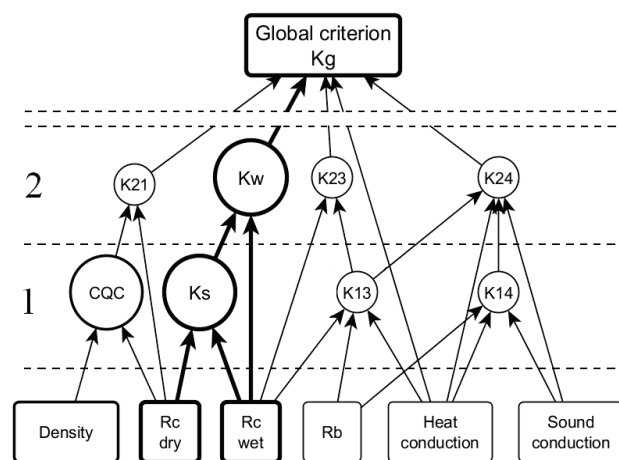 Global criterion
Kg
2
K21
Kw
K23
K24
1
CQC
Ks
K13
K14
Density
Rc
dry
Rc
wet
Rb
Heat
conduction
Sound
conduction